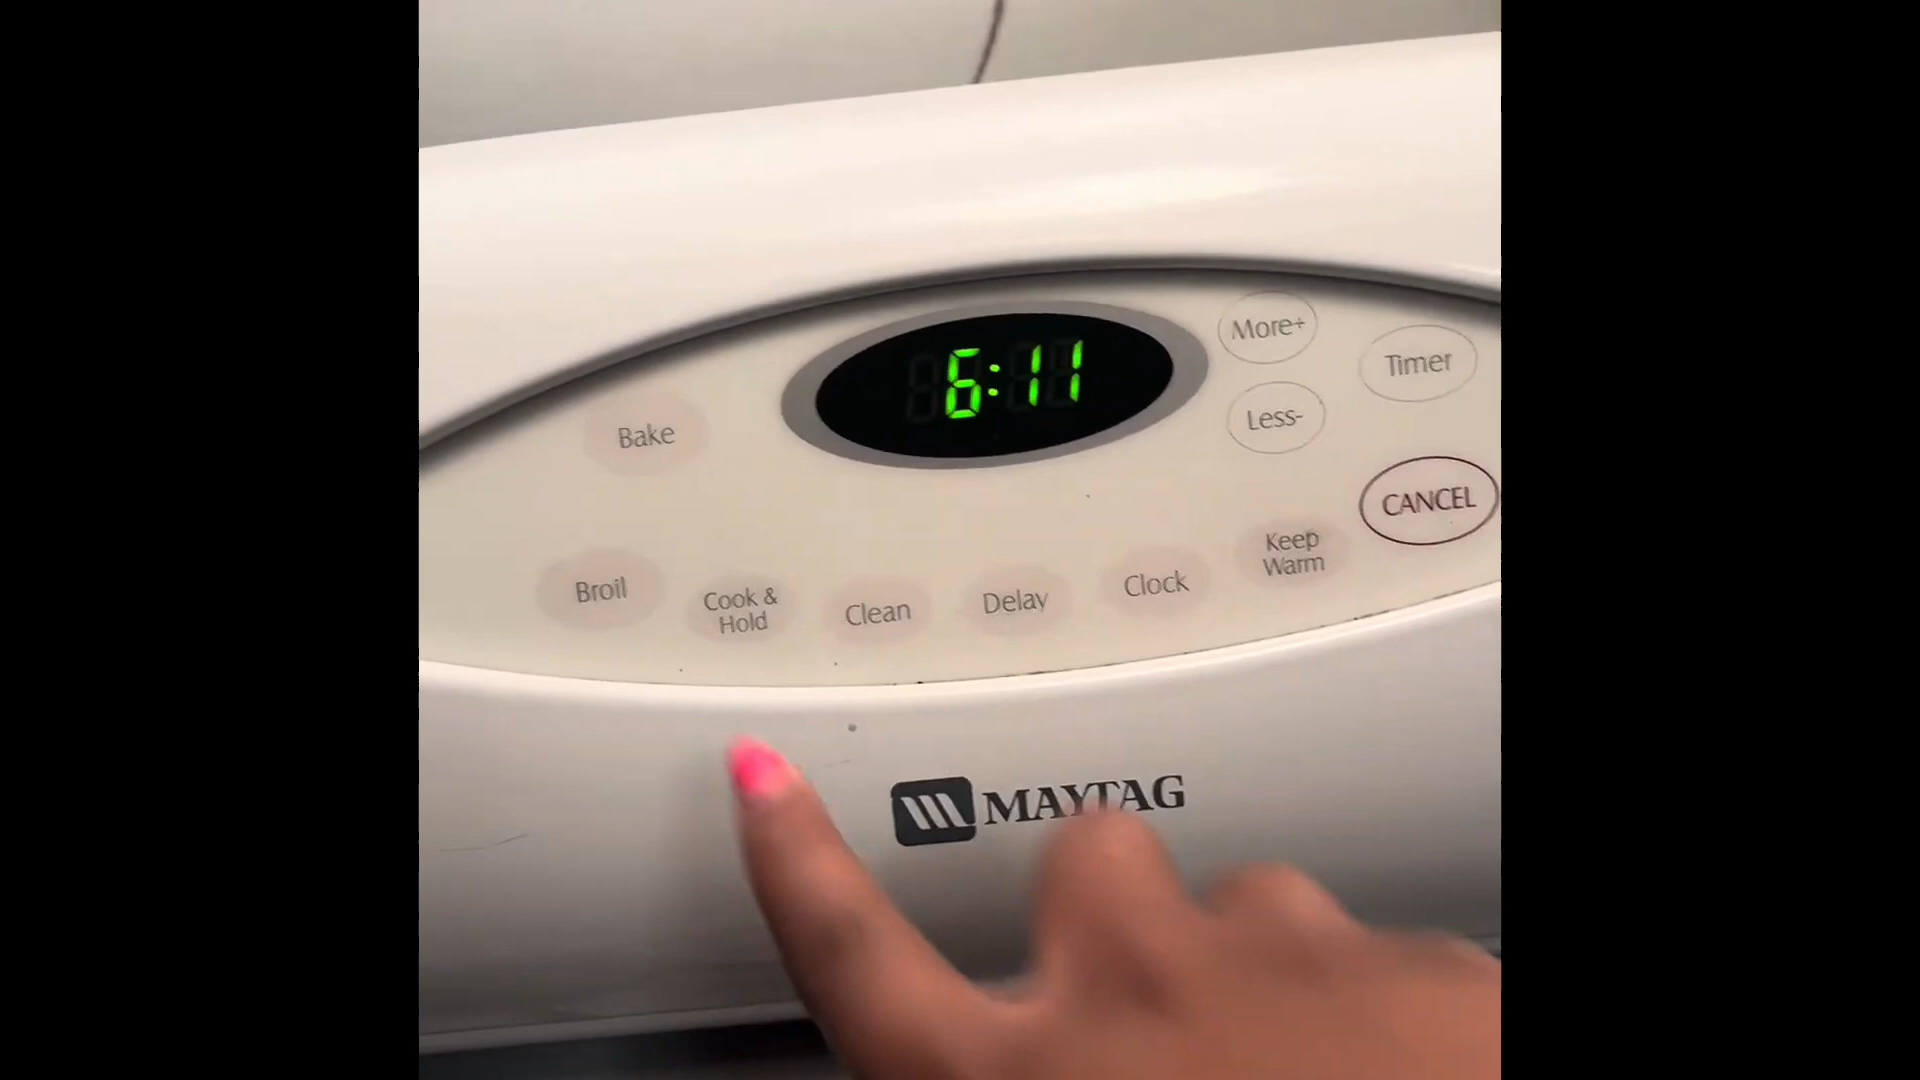 6:11
More+
Timer
Less-
Bake
CANCEL
Keep
Warm
Broil
Cook &
Hold
Clean
Delay
Clock
MAYTAG